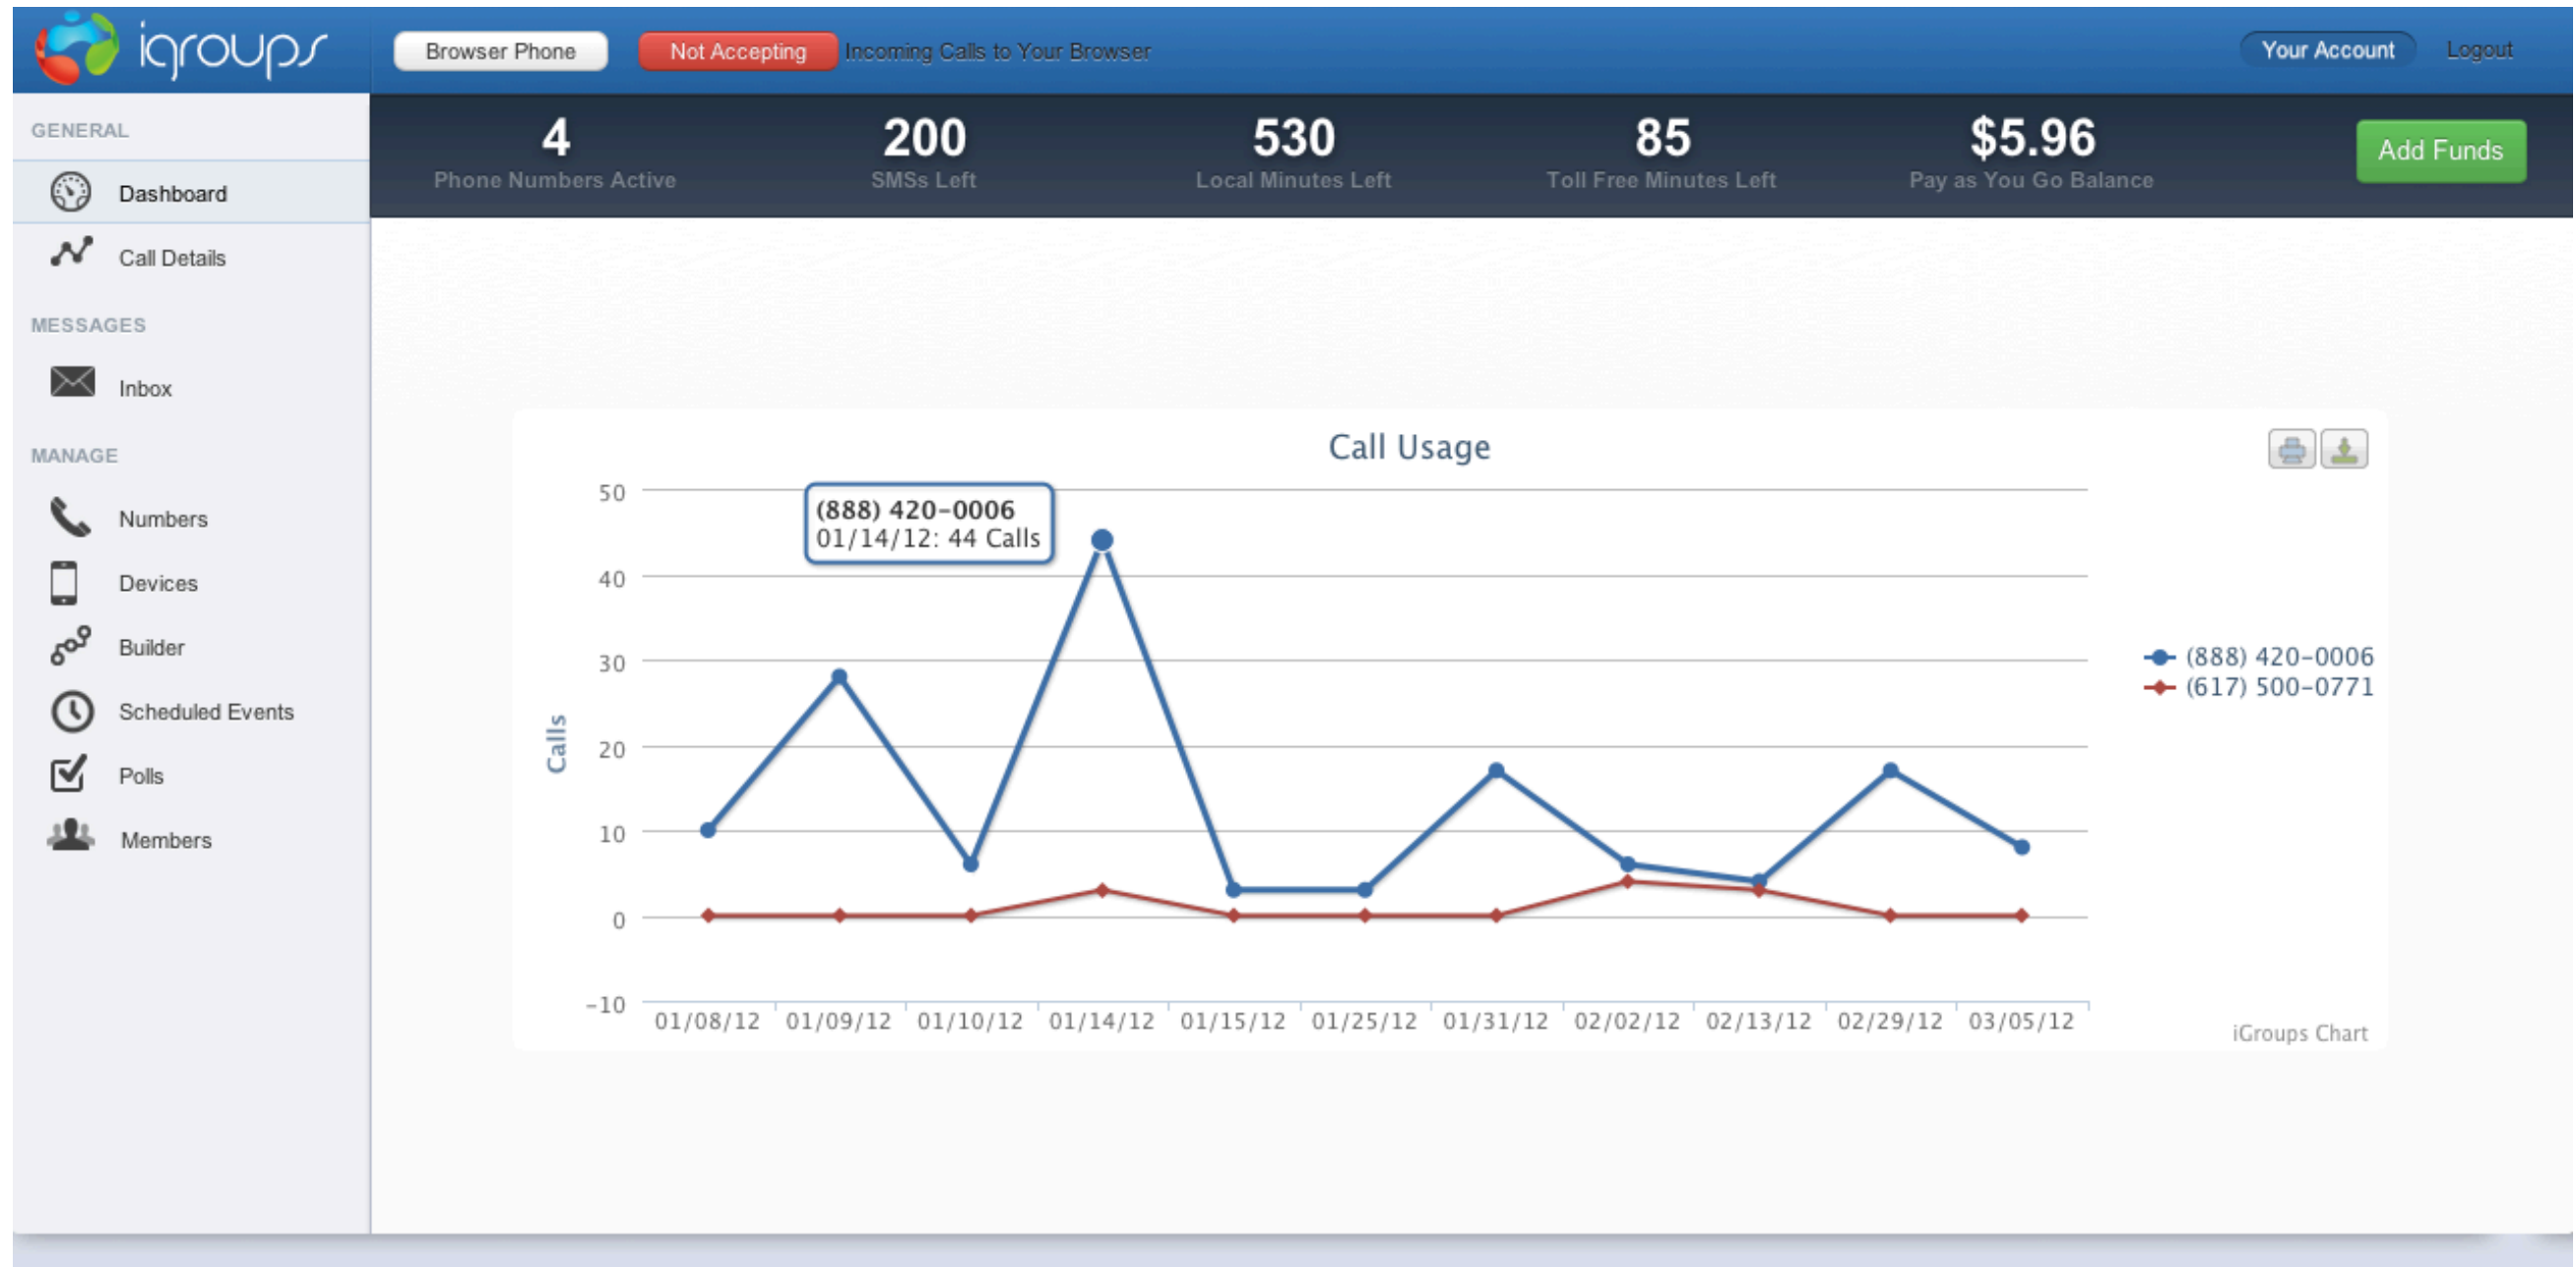 igroups
Browser Phone
Not Accepting
Incoming Calls to Your Browser
Your Account
Logout
4
Phone Numbers Active
200
SMSs Left
530
Local Minutes Left
85
Toll Free Minutes Left
$5.96
Pay as You Go Balance
Add Funds
GENERAL
Dashboard
Call Details
MESSAGES
Inbox
MANAGE
Numbers
Devices
Builder
Scheduled Events
Polls
Members
Call Usage
(888) 420-0006
01/14/12: 44 Calls
Calls
50
40
30
20
10
0
-10
01/08/12 01/09/12 01/10/12 01/14/12 01/15/12 01/25/12 01/31/12 02/02/12 02/13/12 02/29/12 03/05/12
(888) 420-0006
(617) 500-0771
iGroups Chart